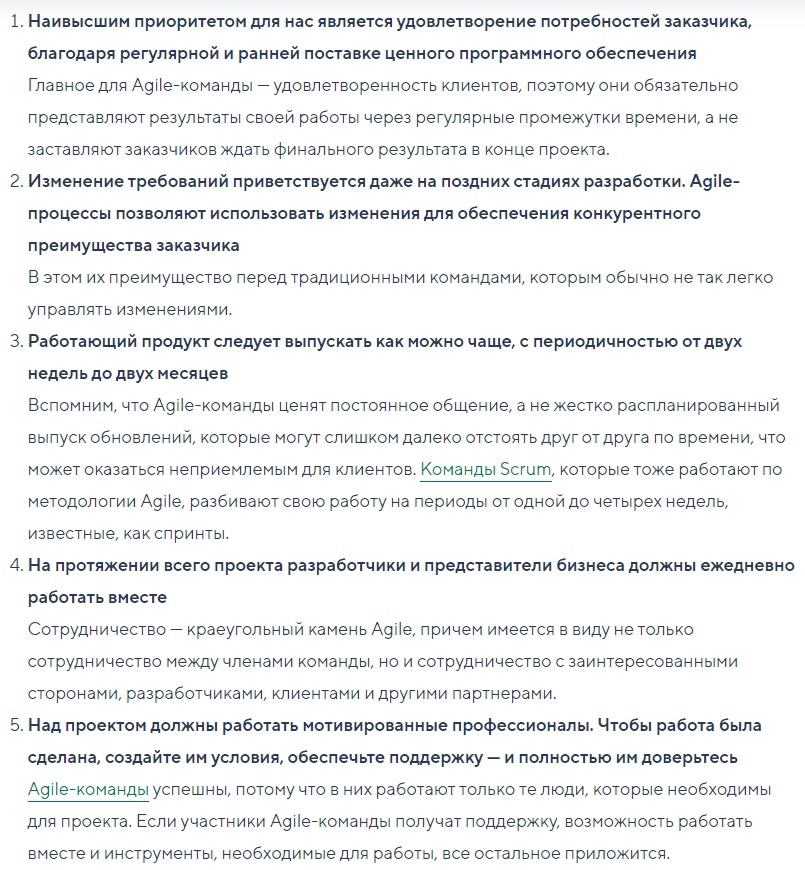 1. Наивысшим приоритетом для нас является удовлетворение потребностей заказчика,
благодаря регулярной и ранней поставке ценного программного обеспечения
Главное для Agile-команды — удовлетворенность клиентов, поэтому они обязательно
представляют результаты своей работы через регулярные промежутки времени, а не
заставляют заказчиков ждать финального результата в конце проекта.
2. Изменение требований приветствуется даже на поздних стадиях разработки. Agile-
процессы позволяют использовать изменения для обеспечения конкурентного
преимущества заказчика
В этом их преимущество перед традиционными командами, которым обычно не так легко
управлять изменениями.
3. Работающий продукт следует выпускать как можно чаще, с периодичностью от двух
недель до двух месяцев
Вспомним, что Agile-команды ценят постоянное общение, а не жестко распланированный
выпуск обновлений, которые могут слишком далеко отстоять друг от друга по времени, что
может оказаться неприемлемым для клиентов. Команды Scrum, которые тоже работают по
методологии Agile, разбивают свою работу на периоды от одной до четырех недель,
известные, как спринты.
4. На протяжении всего проекта разработчики и представители бизнеса должны ежедневно
работать вместе
Сотрудничество — краеугольный камень Agile, причем имеется в виду не только
сотрудничество между членами команды, но и сотрудничество с заинтересованными
сторонами, разработчиками, клиентами и другими партнерами.
5. Над проектом должны работать мотивированные профессионалы. Чтобы работа была
сделана, создайте им условия, обеспечьте поддержку — и полностью им доверьтесь
Agile-команды успешны, потому что в них работают только те люди, которые необходимы
для проекта. Если участники Agile-команды получат поддержку, возможность работать
вместе и инструменты, необходимые для работы, все остальное приложится.